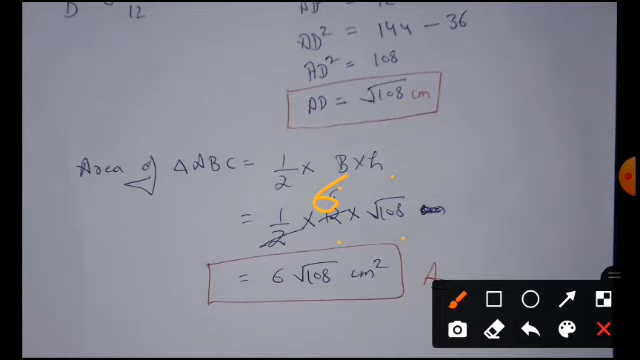 AD² = 144 - 36
D 12
AD² = 108
AD = √108 cm
Area of △ABC = 1/2 × B × h
6
= 1/2 × 12 × √108
= 6 √108 cm²
A